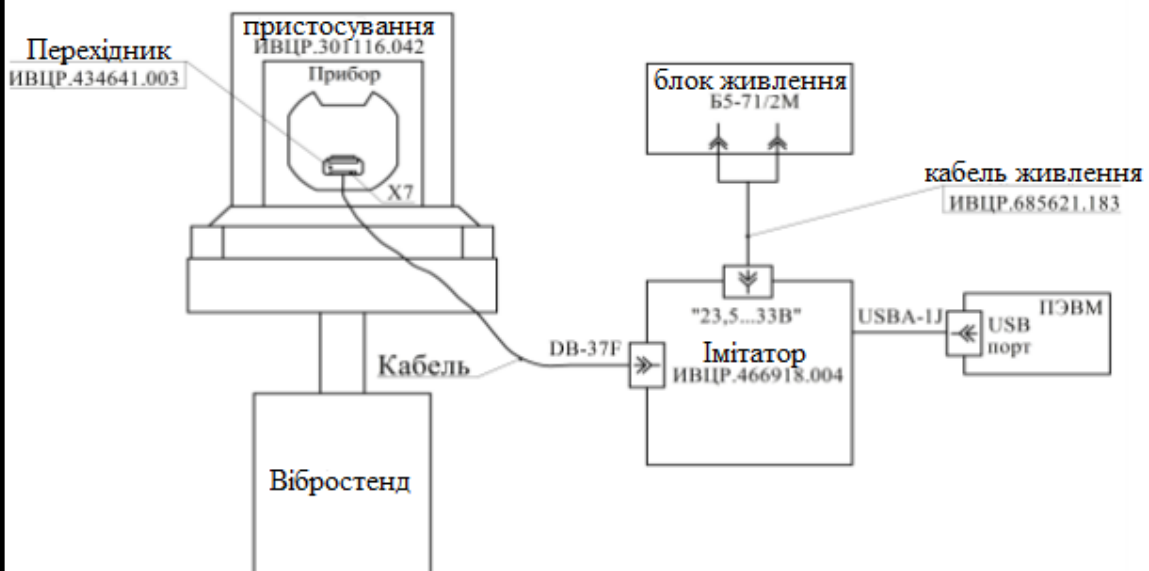 пристосування
ИВЦР.301116.042
Перехідник
ИВЦР.434641.003
Прибор
X7
блок живлення
Б5-71/2М
кабель живлення
ИВЦР.685621.183
"23,5...33В"
USBA-1J
ПЭВМ
USB
порт
Імітатор
ИВЦР.466918.004
DB-37F
Кабель
Вібростенд